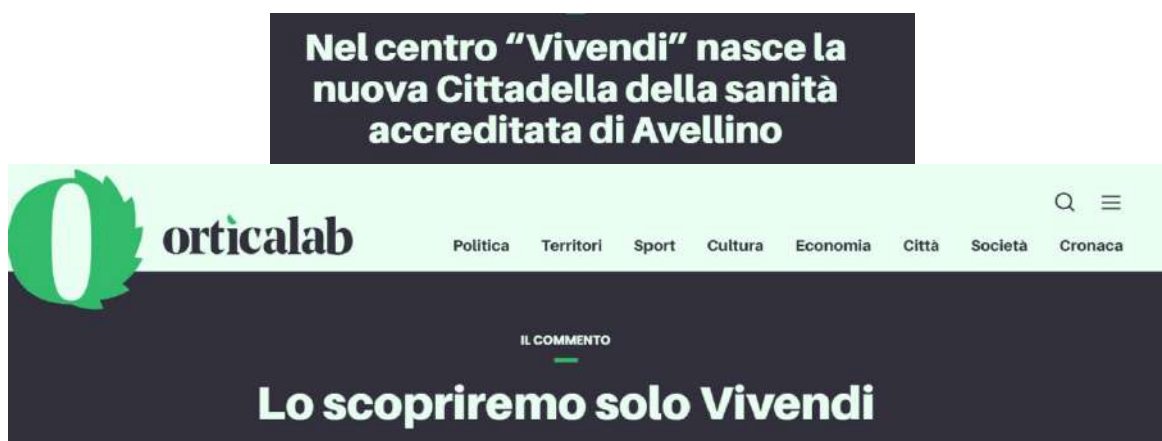 Nel centro “Vivendi” nasce la
nuova Cittadella della sanità
accreditata di Avellino
orticalab
Politica Territori Sport Cultura Economia Città Società Cronaca
IL COMMENTO
Lo scopriremo solo Vivendi